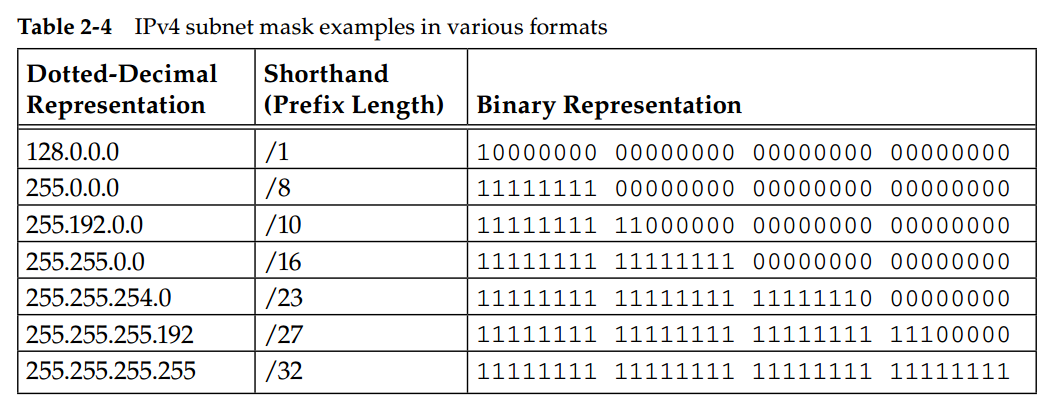 Table 2-4 IPv4 subnet mask examples in various formats
Dotted-Decimal Representation Shorthand (Prefix Length) Binary Representation
128.0.0.0 /1 10000000 00000000 00000000 00000000
255.0.0.0 /8 11111111 00000000 00000000 00000000
255.192.0.0 /10 11111111 11000000 00000000 00000000
255.255.0.0 /16 11111111 11111111 00000000 00000000
255.255.254.0 /23 11111111 11111111 11111110 00000000
255.255.255.192 /27 11111111 11111111 11111111 11100000
255.255.255.255 /32 11111111 11111111 11111111 11111111